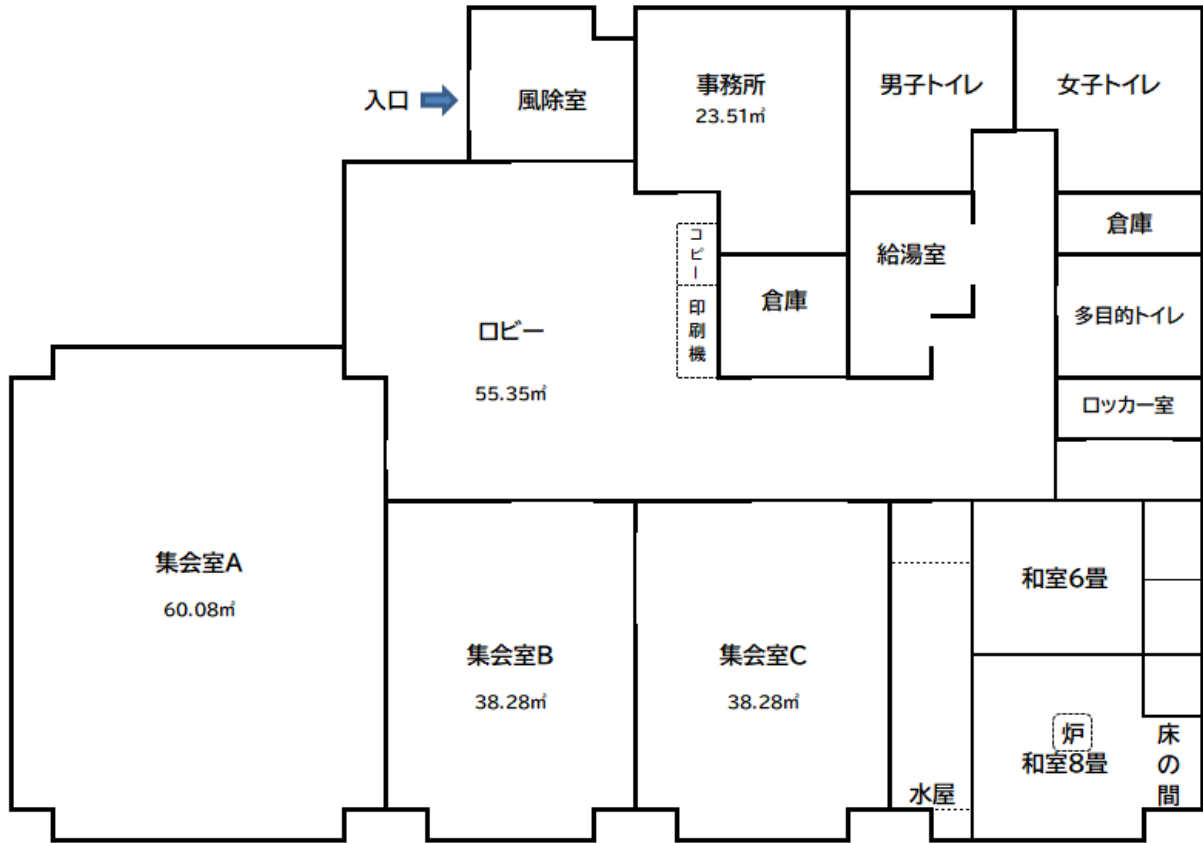 入口
風除室
事務所
23.51㎡
男子トイレ
女子トイレ
コピー
印刷機
倉庫
給湯室
倉庫
多目的トイレ
ロッカー室
ロビー
55.35㎡
集会室A
60.08㎡
集会室B
38.28㎡
集会室C
38.28㎡
和室6畳
炉
和室8畳
床の間
水屋